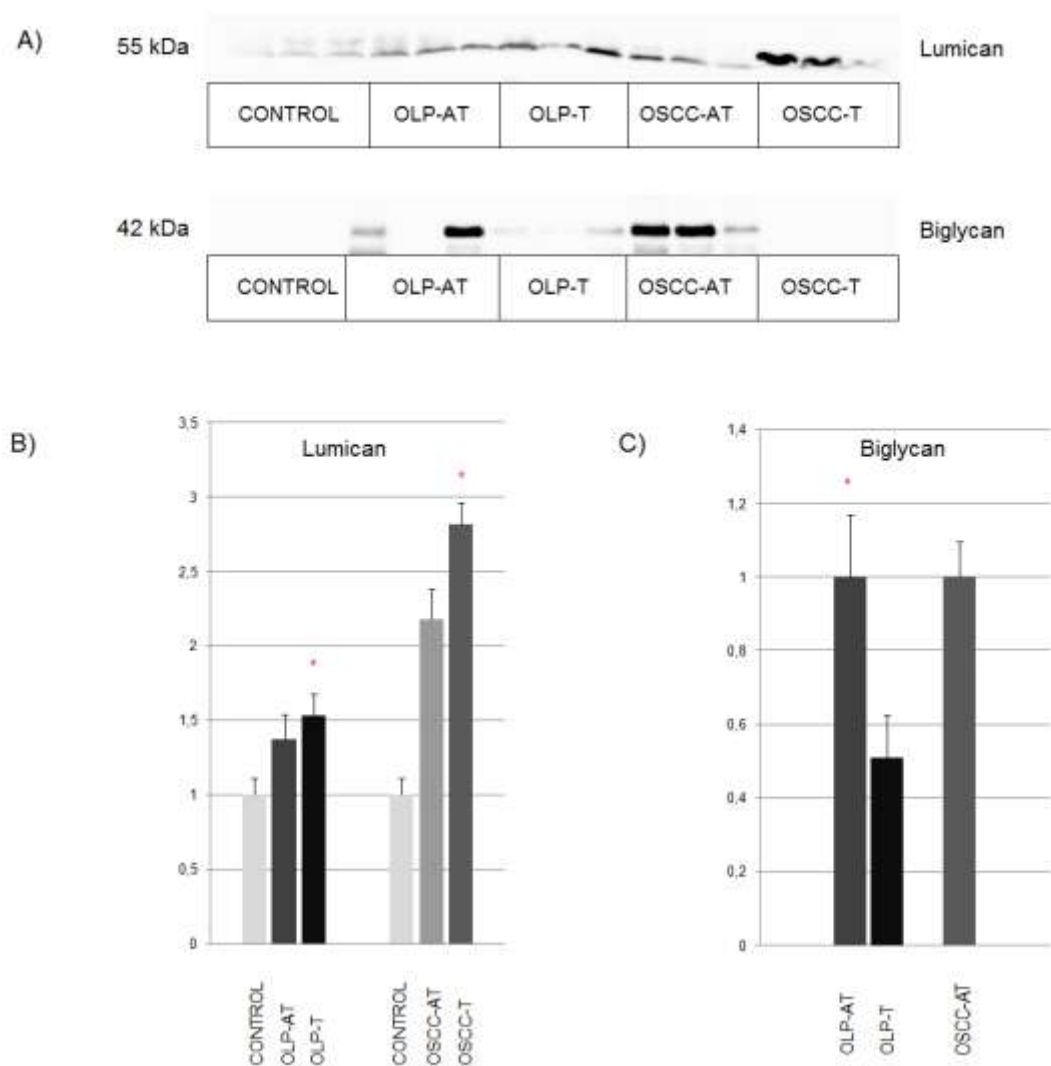 A)
55 kDa
Lumican
CONTROL OLP-AT OLP-T OSCC-AT OSCC-T
42 kDa
Biglycan
CONTROL OLP-AT OLP-T OSCC-AT OSCC-T
B)
Lumican
3,5
3
2,5
2
1,5
1
0,5
0
*
*
CONTROL
OLP-AT
OLP-T
CONTROL
OSCC-AT
OSCC-T
C)
Biglycan
1,4
1,2
1
0,8
0,6
0,4
0,2
0
*
OLP-AT
OLP-T
OSCC-AT